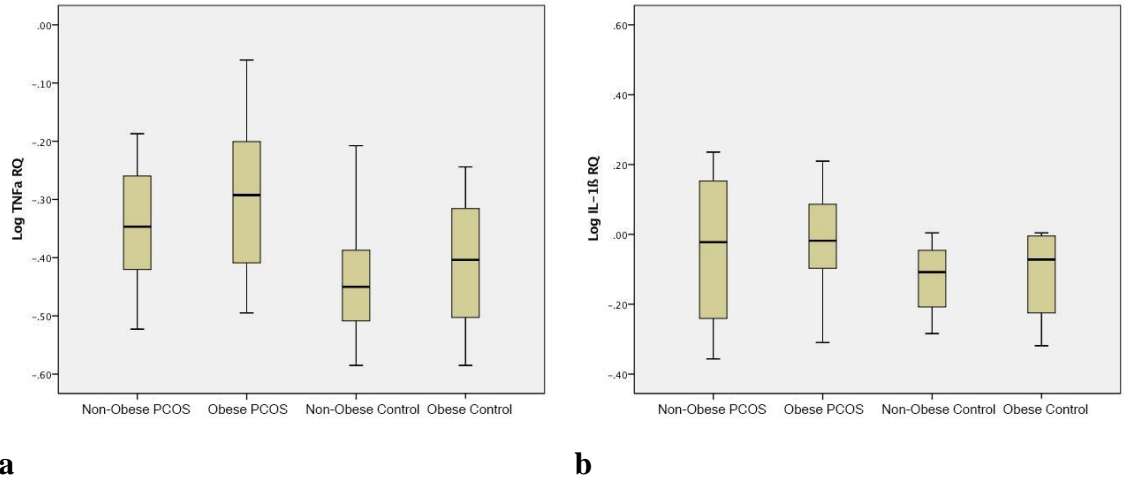 .00
-.10
-.20
-.30
-.40
-.50
-.60
Log TNFa RQ
Non-Obese PCOS Obese PCOS Non-Obese Control Obese Control
a
.60
.40
.20
.00
-.20
-.40
Log IL-1ß RQ
Non-Obese PCOS Obese PCOS Non-Obese Control Obese Control
b